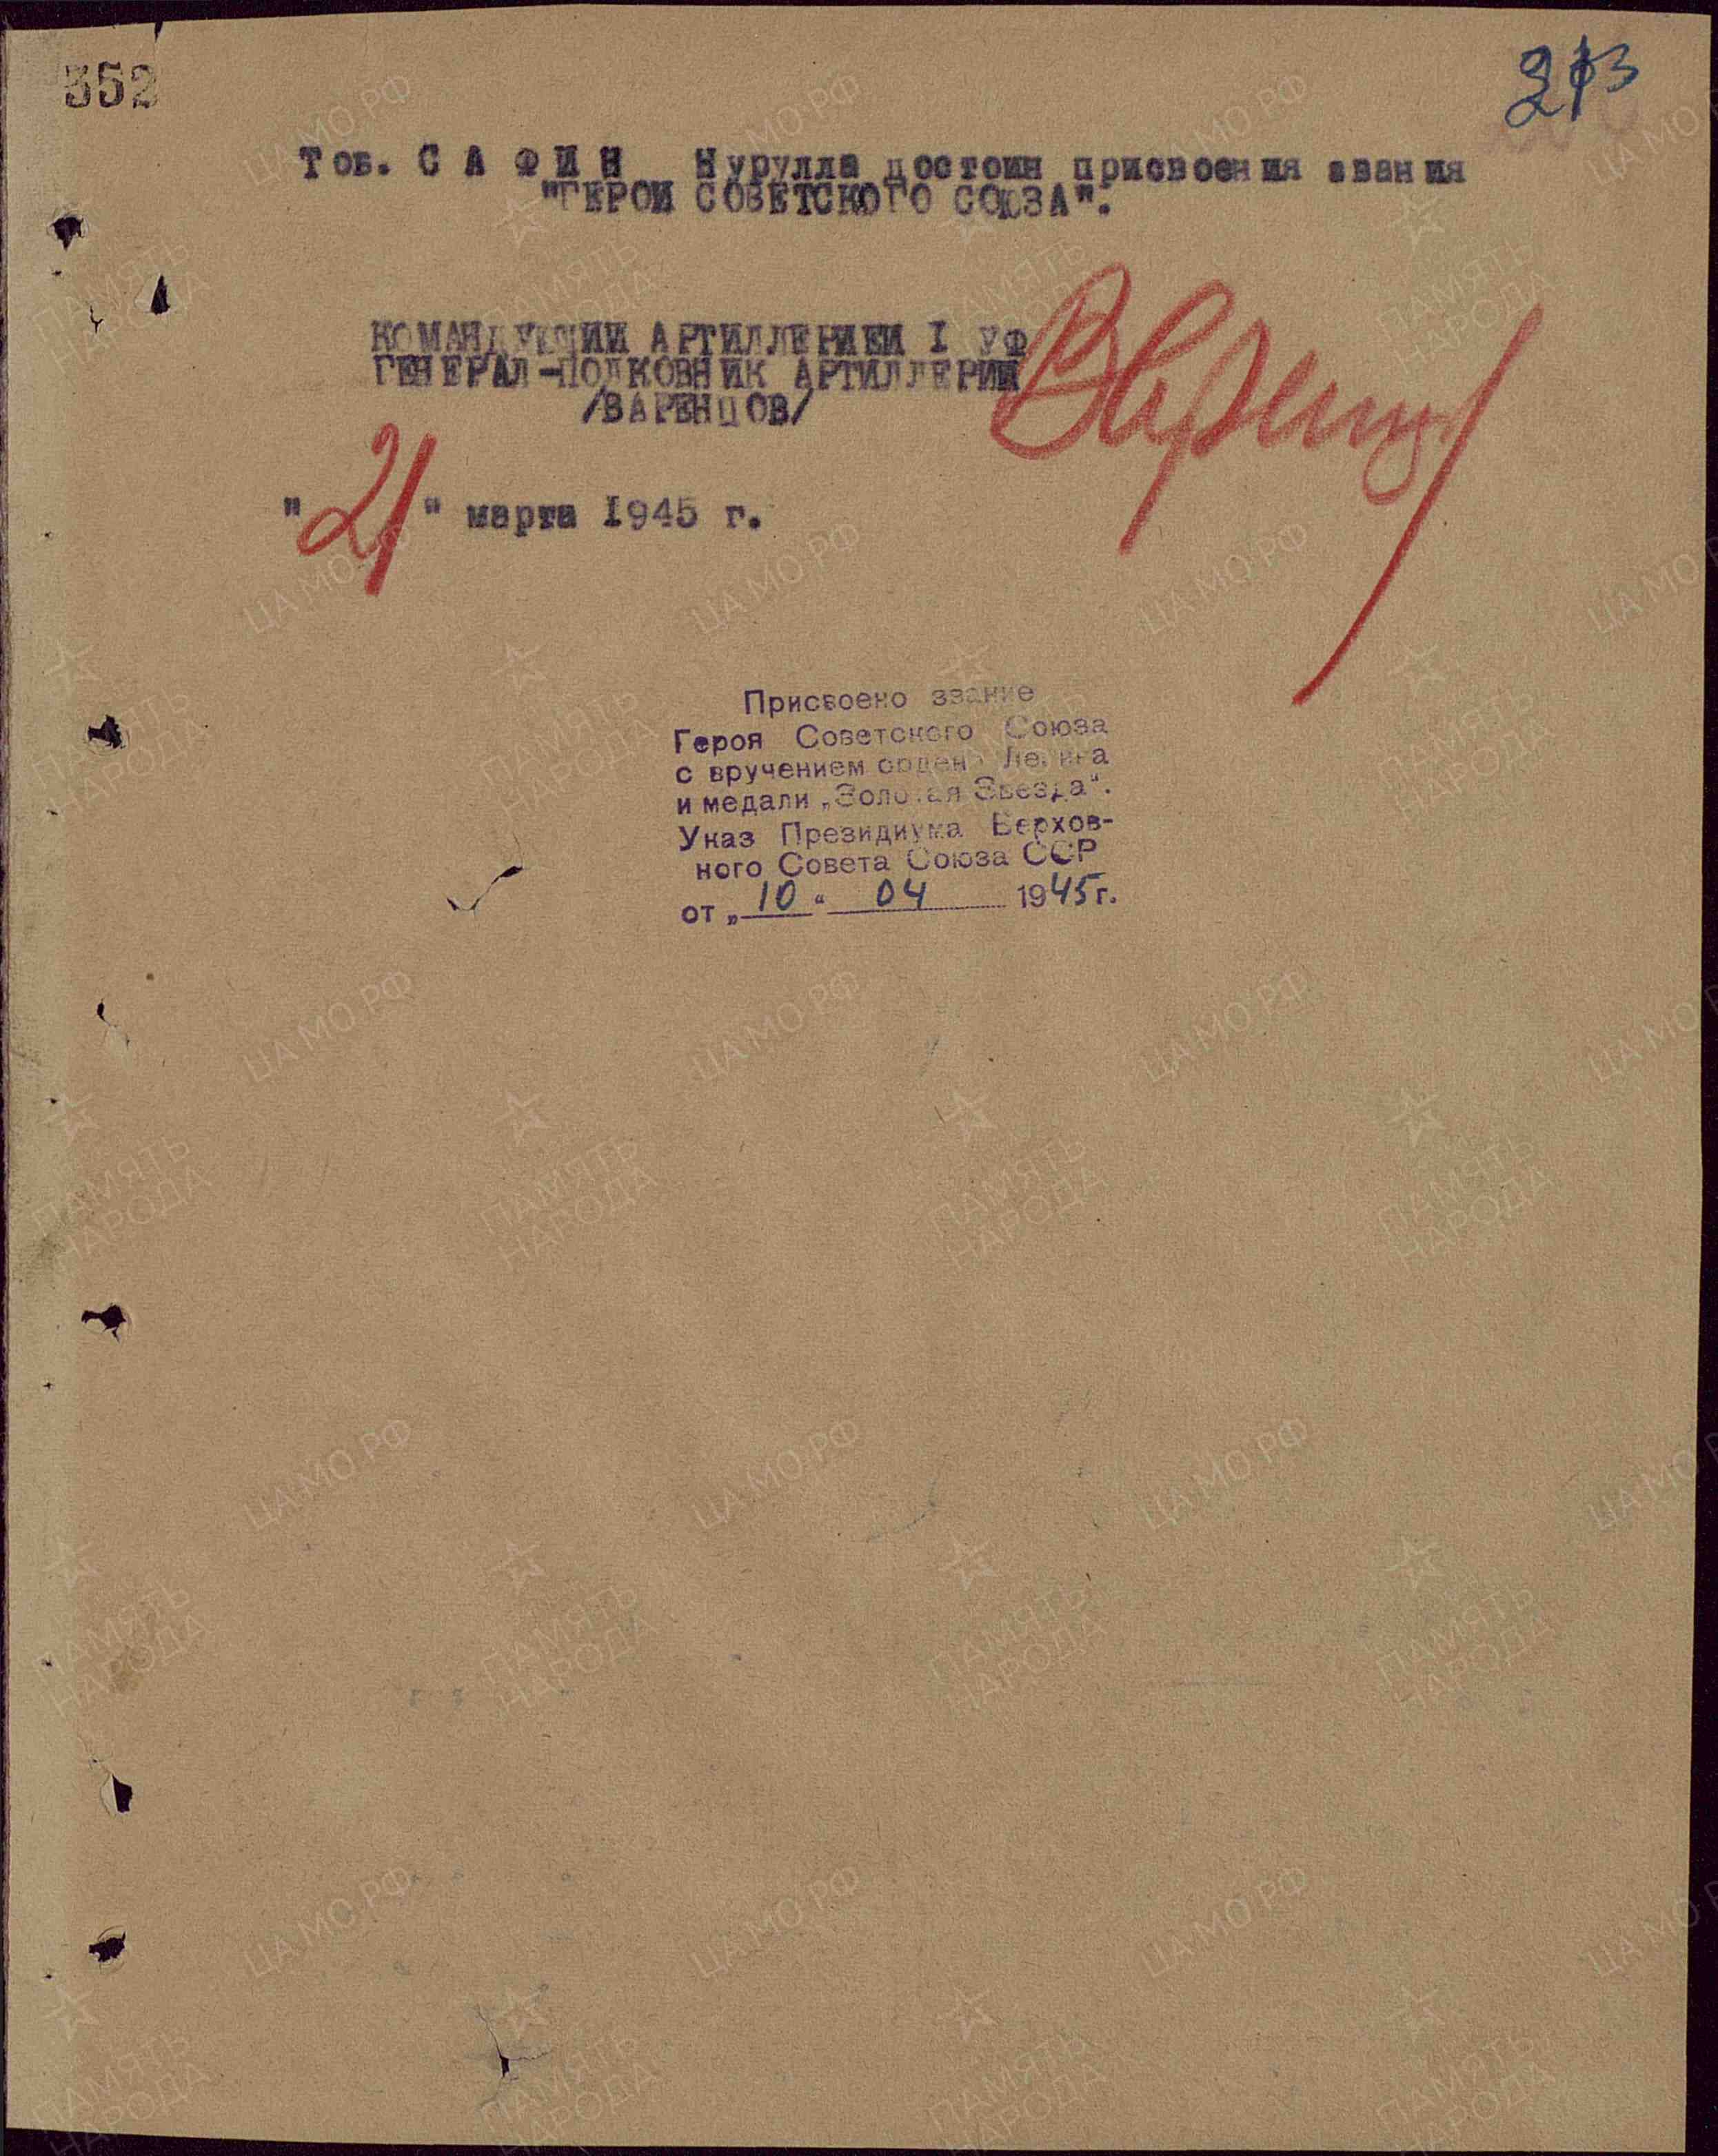 352
Тов. С А Ф И Н Нурулла достоин присвоения звания
"ГЕРОЙ СОВЕТСКОГО СОЮЗА".
КОМАНДУЮЩИЙ АРТИЛЛЕРИЕЙ I УФ
ГЕНЕРАЛ-ПОЛКОВНИК АРТИЛЛЕРИИ
/ВАРЕНЦОВ/
"21" марта 1945 г.
Присвоено звание
Героя Советского Союза
с вручением ордена Ленина
и медали „Золотая Звезда".
Указ Президиума Верхов-
ного Совета Союза ССР
от „10" 04 1945 г.